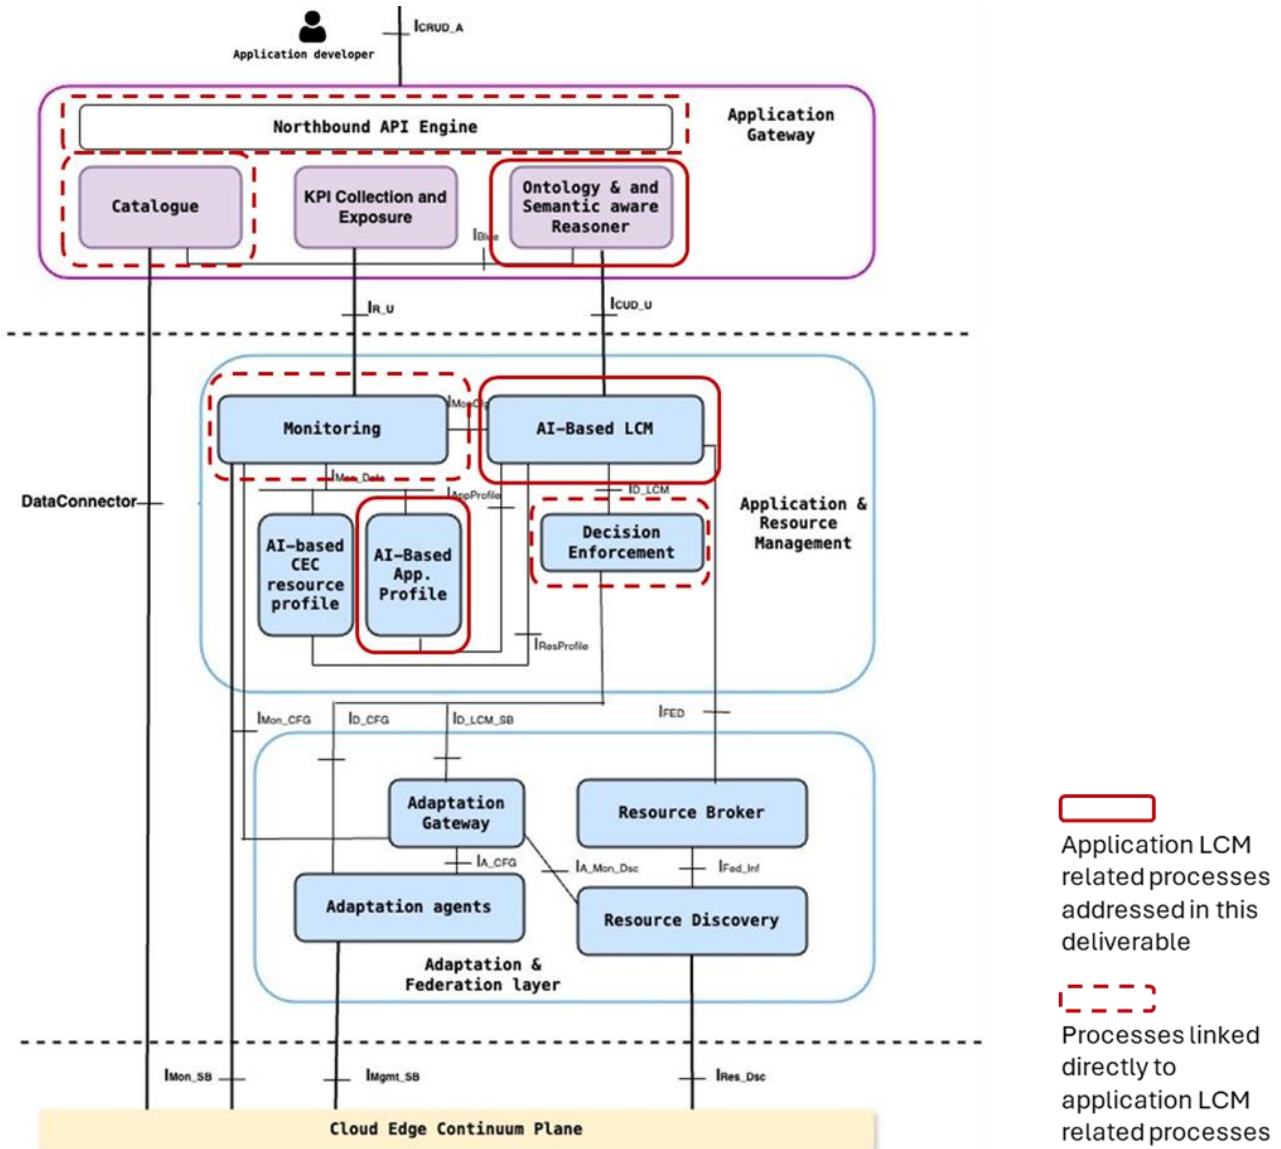 ICRUD_A
Application developer
Application
Gateway
Northbound API Engine
Catalogue
KPI Collection and
Exposure
Ontology & and
Semantic aware
Reasoner
IR_U
ICUD_U
Monitoring
AI-Based LCM
IMon_Data
IAppProfile
ID_LCM
DataConnector
Application &
Resource
Management
AI-based
CEC
resource
profile
AI-Based
App.
Profile
Decision
Enforcement
IResProfile
IMon_CFG
ID_CFG
ID_LCM_SB
IFED
Adaptation
Gateway
Resource Broker
IA_CFG
IA_Mon_Dsc
IFed_Inf
Adaptation agents
Resource Discovery
Adaptation &
Federation layer
IMon_SB
IMgmt_SB
IRes_Dsc
Cloud Edge Continuum Plane
Application LCM
related processes
addressed in this
deliverable
Processes linked
directly to
application LCM
related processes